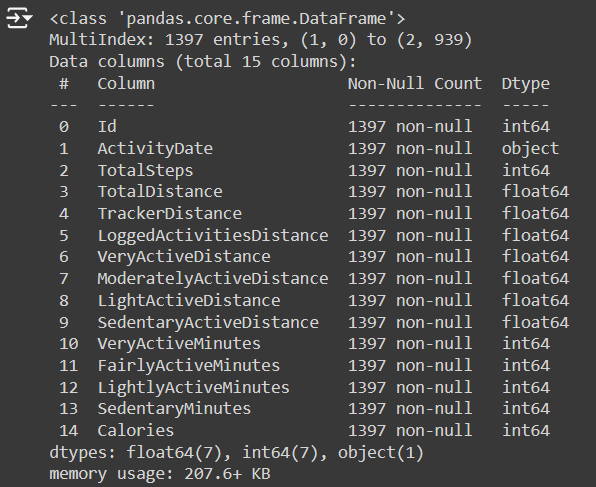 <class 'pandas.core.frame.DataFrame'>
MultiIndex: 1397 entries, (1, 0) to (2, 939)
Data columns (total 15 columns):
 #   Column                    Non-Null Count  Dtype
---  ------                    --------------  -----
 0   Id                        1397 non-null   int64
 1   ActivityDate              1397 non-null   object
 2   TotalSteps                1397 non-null   int64
 3   TotalDistance             1397 non-null   float64
 4   TrackerDistance           1397 non-null   float64
 5   LoggedActivitiesDistance  1397 non-null   float64
 6   VeryActiveDistance        1397 non-null   float64
 7   ModeratelyActiveDistance  1397 non-null   float64
 8   LightActiveDistance       1397 non-null   float64
 9   SedentaryActiveDistance   1397 non-null   float64
 10  VeryActiveMinutes         1397 non-null   int64
 11  FairlyActiveMinutes       1397 non-null   int64
 12  LightlyActiveMinutes      1397 non-null   int64
 13  SedentaryMinutes          1397 non-null   int64
 14  Calories                  1397 non-null   int64
dtypes: float64(7), int64(7), object(1)
memory usage: 207.6+ KB